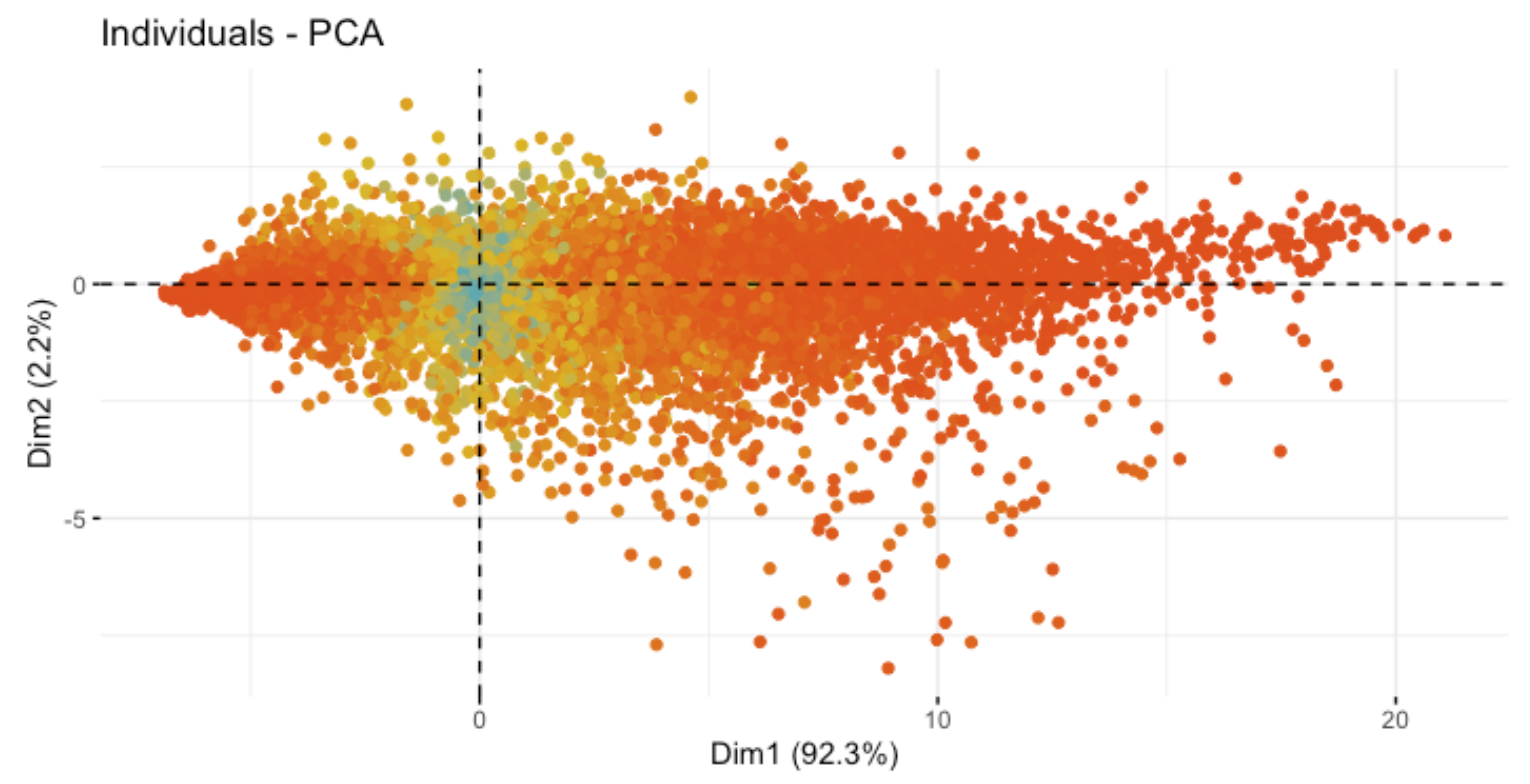 Individuals - PCA
0
-5
Dim2 (2.2%)
0 10 20
Dim1 (92.3%)